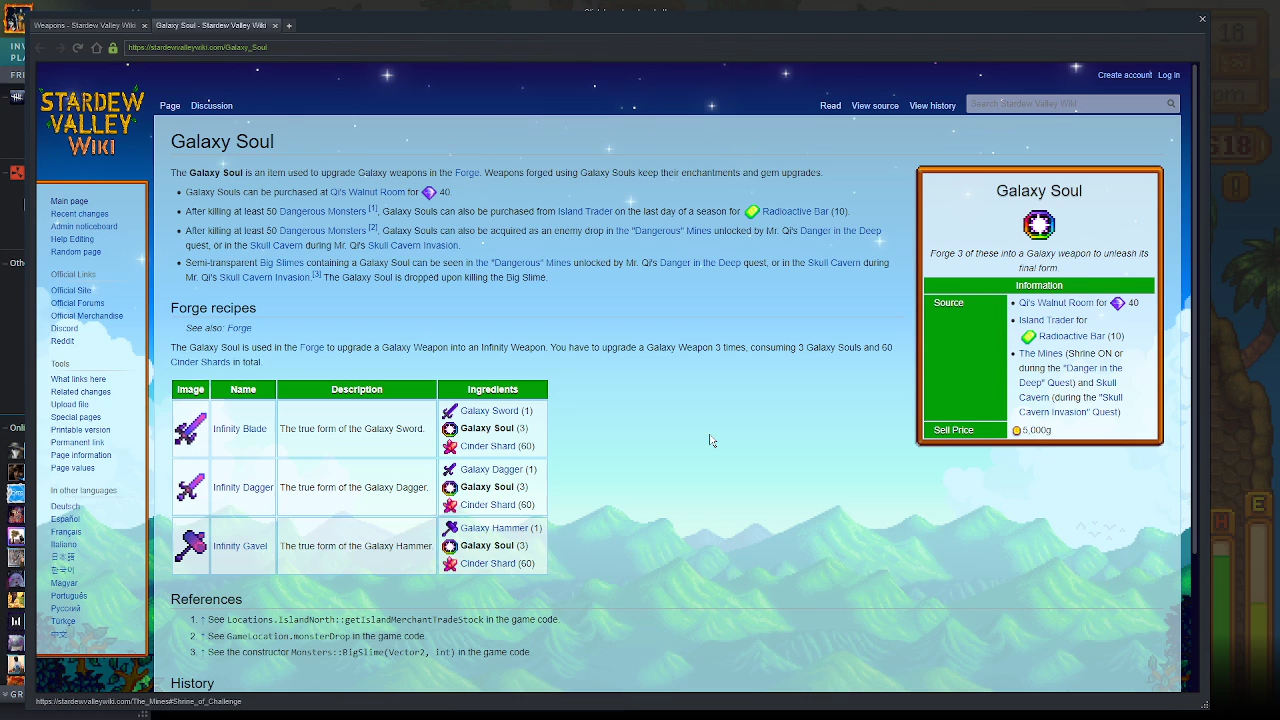 Weapons - Stardew Valley Wiki
Galaxy Soul - Stardew Valley Wiki
https://stardewvalleywiki.com/Galaxy_Soul
Create account Log in
STARDEW
VALLEY
Wiki
Page Discussion
Read View source View history Search Stardew Valley Wiki
Galaxy Soul
The Galaxy Soul is an item used to upgrade Galaxy weapons in the Forge. Weapons forged using Galaxy Souls keep their enchantments and gem upgrades.
• Galaxy Souls can be purchased at Qi's Walnut Room for 40.
• After killing at least 50 Dangerous Monsters [1], Galaxy Souls can also be purchased from Island Trader on the last day of a season for Radioactive Bar (10).
• After killing at least 50 Dangerous Monsters [2], Galaxy Souls can also be acquired as an enemy drop in the "Dangerous" Mines unlocked by Mr. Qi's Danger in the Deep
quest, or in the Skull Cavern during Mr. Qi's Skull Cavern Invasion.
• Semi-transparent Big Slimes containing a Galaxy Soul can be seen in the "Dangerous" Mines unlocked by Mr. Qi's Danger in the Deep quest, or in the Skull Cavern during
Mr. Qi's Skull Cavern Invasion.[3] The Galaxy Soul is dropped upon killing the Big Slime.
Forge recipes
See also: Forge
The Galaxy Soul is used in the Forge to upgrade a Galaxy Weapon into an Infinity Weapon. You have to upgrade a Galaxy Weapon 3 times, consuming 3 Galaxy Souls and 60
Cinder Shards in total.
Image Name Description Ingredients
Infinity Blade The true form of the Galaxy Sword.
Galaxy Sword (1)
Galaxy Soul (3)
Cinder Shard (60)
Infinity Dagger The true form of the Galaxy Dagger.
Galaxy Dagger (1)
Galaxy Soul (3)
Cinder Shard (60)
Infinity Gavel The true form of the Galaxy Hammer.
Galaxy Hammer (1)
Galaxy Soul (3)
Cinder Shard (60)
References
1. ↑ See Locations.IslandNorth::getIslandMerchantTradeStock in the game code.
2. ↑ See GameLocation.monsterDrop in the game code.
3. ↑ See the constructor Monsters::BigSlime(Vector2, int) in the game code.
History
Galaxy Soul
Forge 3 of these into a Galaxy weapon to unleash its
final form.
Information
Source
• Qi's Walnut Room for 40
• Island Trader for
Radioactive Bar (10)
• The Mines (Shrine ON or
during the "Danger in the
Deep" Quest) and Skull
Cavern (during the "Skull
Cavern Invasion" Quest)
Sell Price 5,000g
Main page
Recent changes
Admin noticeboard
Help Editing
Random page
Official Links
Official Site
Official Forums
Official Merchandise
Discord
Reddit
Tools
What links here
Related changes
Upload file
Special pages
Printable version
Permanent link
Page information
Page values
In other languages
Deutsch
Español
Français
Italiano
日本語
한국어
Magyar
Português
Русский
Türkçe
中文
https://stardewvalleywiki.com/The_Mines#Shrine_of_Challenge
INV
PLA
FRE
Oth
Onli
GR
18
pm
618
H
E